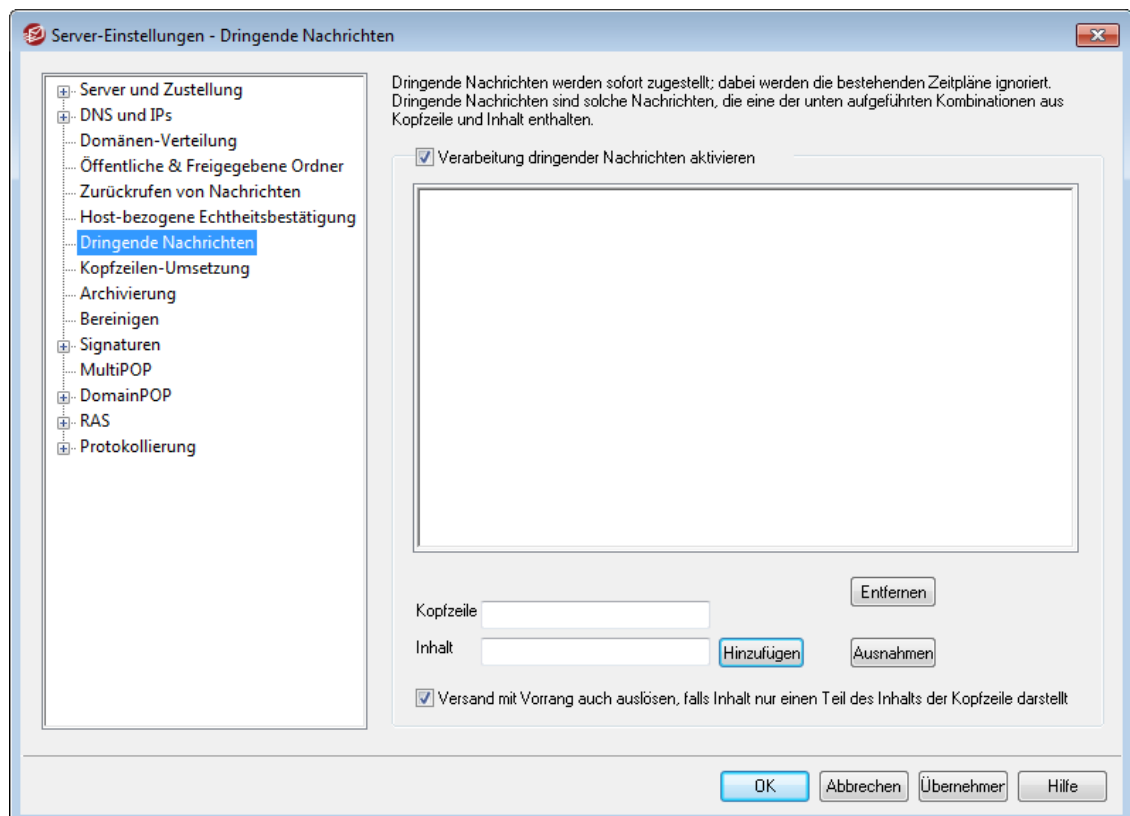 Server-Einstellungen - Dringende Nachrichten
Server und Zustellung
DNS und IPs
Domänen-Verteilung
Öffentliche & Freigegebene Ordner
Zurückrufen von Nachrichten
Host-bezogene Echtheitsbestätigung
Dringende Nachrichten
Kopfzeilen-Umsetzung
Archivierung
Bereinigen
Signaturen
MultiPOP
DomainPOP
RAS
Protokollierung
Dringende Nachrichten werden sofort zugestellt; dabei werden die bestehenden Zeitpläne ignoriert.
Dringende Nachrichten sind solche Nachrichten, die eine der unten aufgeführten Kombinationen aus
Kopfzeile und Inhalt enthalten.
Verarbeitung dringender Nachrichten aktivieren
Entfernen
Kopfzeile
Inhalt
Hinzufügen
Ausnahmen
Versand mit Vorrang auch auslösen, falls Inhalt nur einen Teil des Inhalts der Kopfzeile darstellt
OK
Abbrechen
Übernehmer
Hilfe